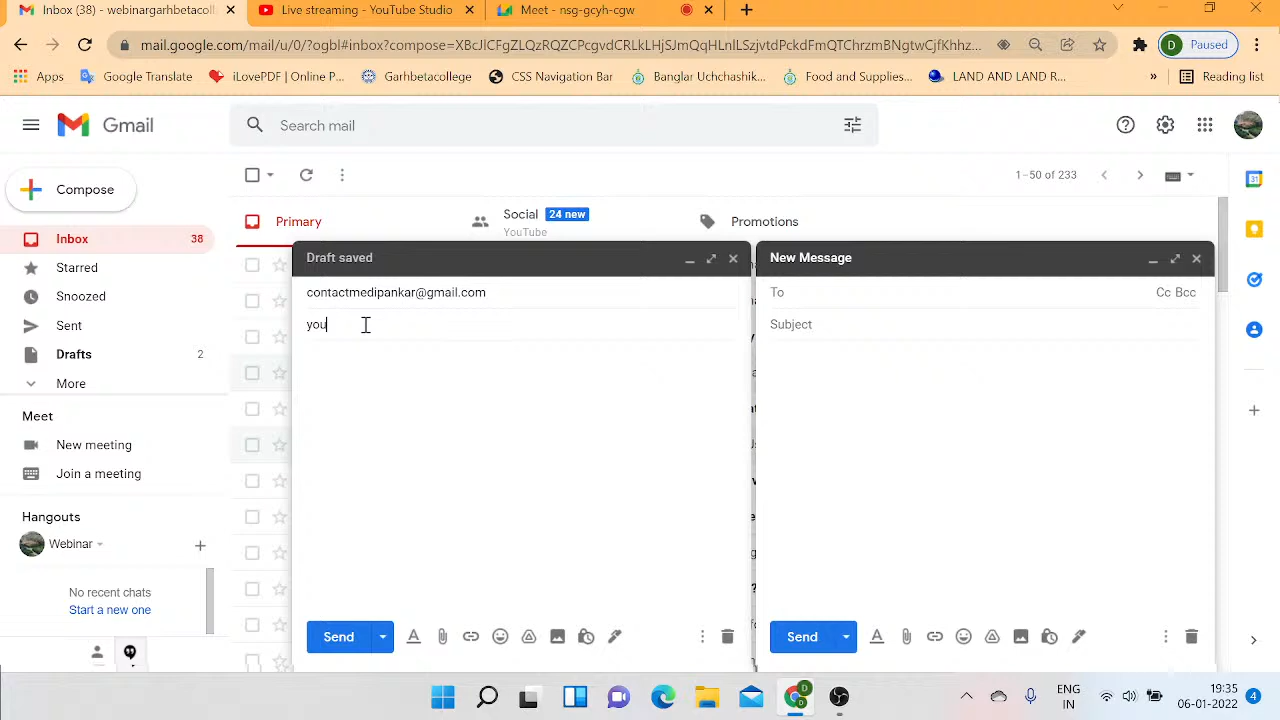 Inbox (38) - webinargarhbetacoll
Live streaming - YouTube Studio
Meet - nsg-gcyh-cgw
mail.google.com/mail/u/0/?ogbl#inbox?compose=
Paused
Apps
Google Translate
iLovePDF | Online P...
Garhbetacollege
CSS Navigation Bar
Banglar Uchchashik...
Food and Supplies...
LAND AND LAND R...
»
Reading list
Gmail
Search mail
Compose
1–50 of 233
Inbox 38
Primary
Social 24 new
YouTube
Promotions
Starred
Snoozed
Sent
Drafts 2
More
Draft saved
New Message
contactmedipankar@gmail.com
To
Cc Bcc
you
Subject
Meet
New meeting
Join a meeting
Hangouts
Webinar
No recent chats
Start a new one
Send
Send
ENG
IN
19:35
06-01-2022
4